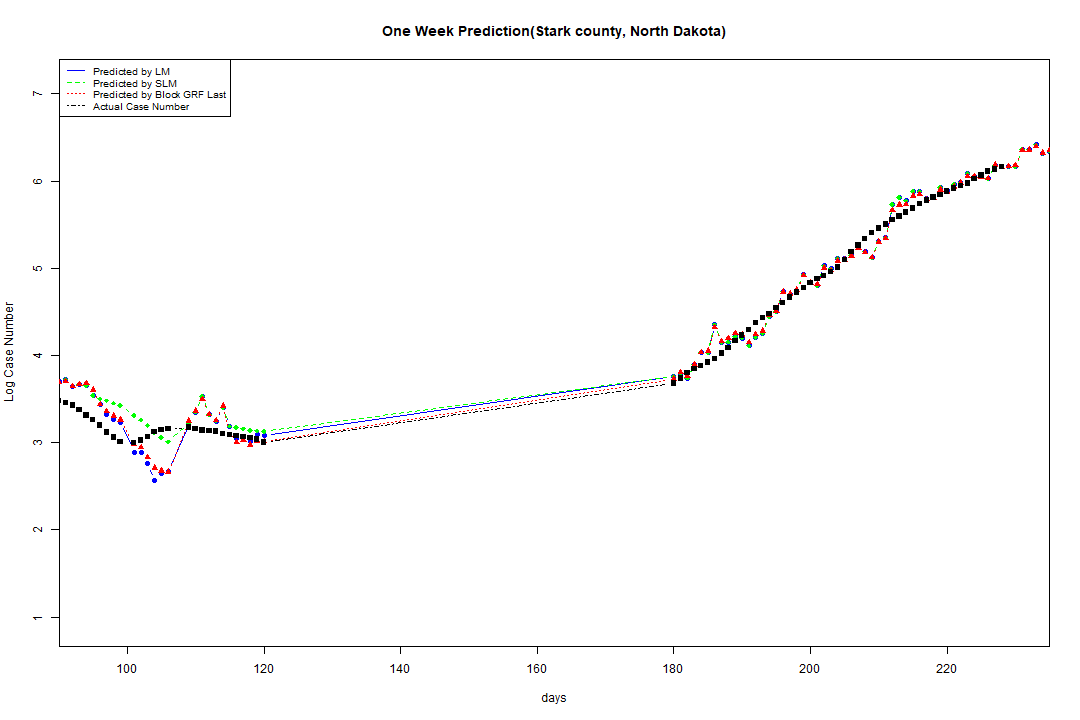 One Week Prediction(Stark county, North Dakota)
Predicted by LM
Predicted by SLM
Predicted by Block GRF Last
Actual Case Number
7
6
5
4
3
2
1
Log Case Number
100 120 140 160 180 200 220
days